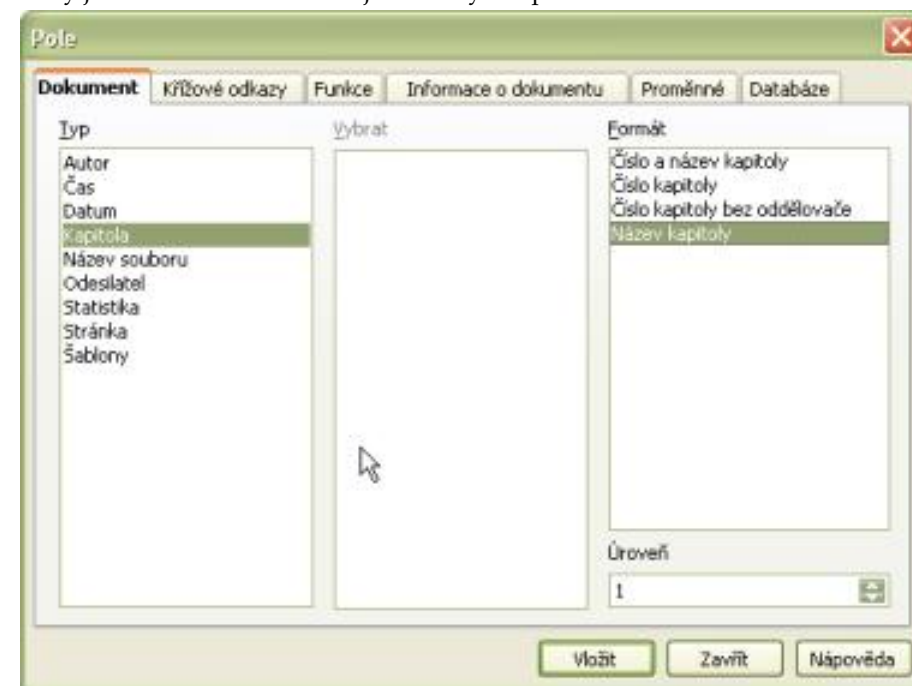 Pole
Dokument Křížové odkazy Funkce Informace o dokumentu Proměnné Databáze
Typ
Autor
Čas
Datum
Kapitola
Název souboru
Odesilatel
Statistika
Stránka
Šablony
Vybrat
Formát
Číslo a název kapitoly
Číslo kapitoly
Číslo kapitoly bez oddělovače
Název kapitoly
Úroveň
1
Vložit Zavřít Nápověda